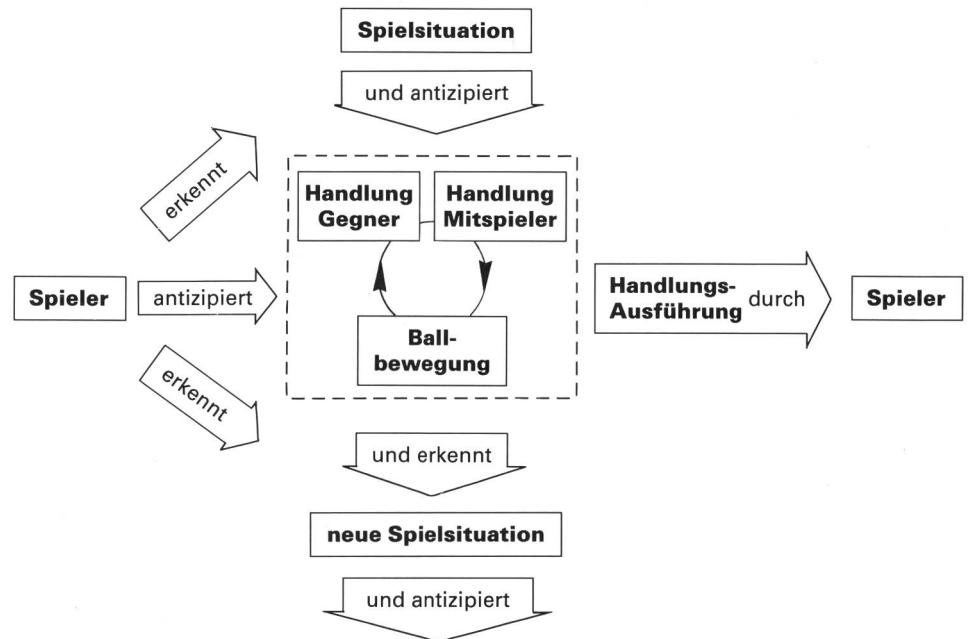 Spielsituation
und antizipiert
erkennt
Handlung
Gegner
Handlung
Mitspieler
Spieler
antizipiert
Handlungs-
Ausführung
durch
Spieler
Ball-
bewegung
erkennt
und erkennt
neue Spielsituation
und antizipiert